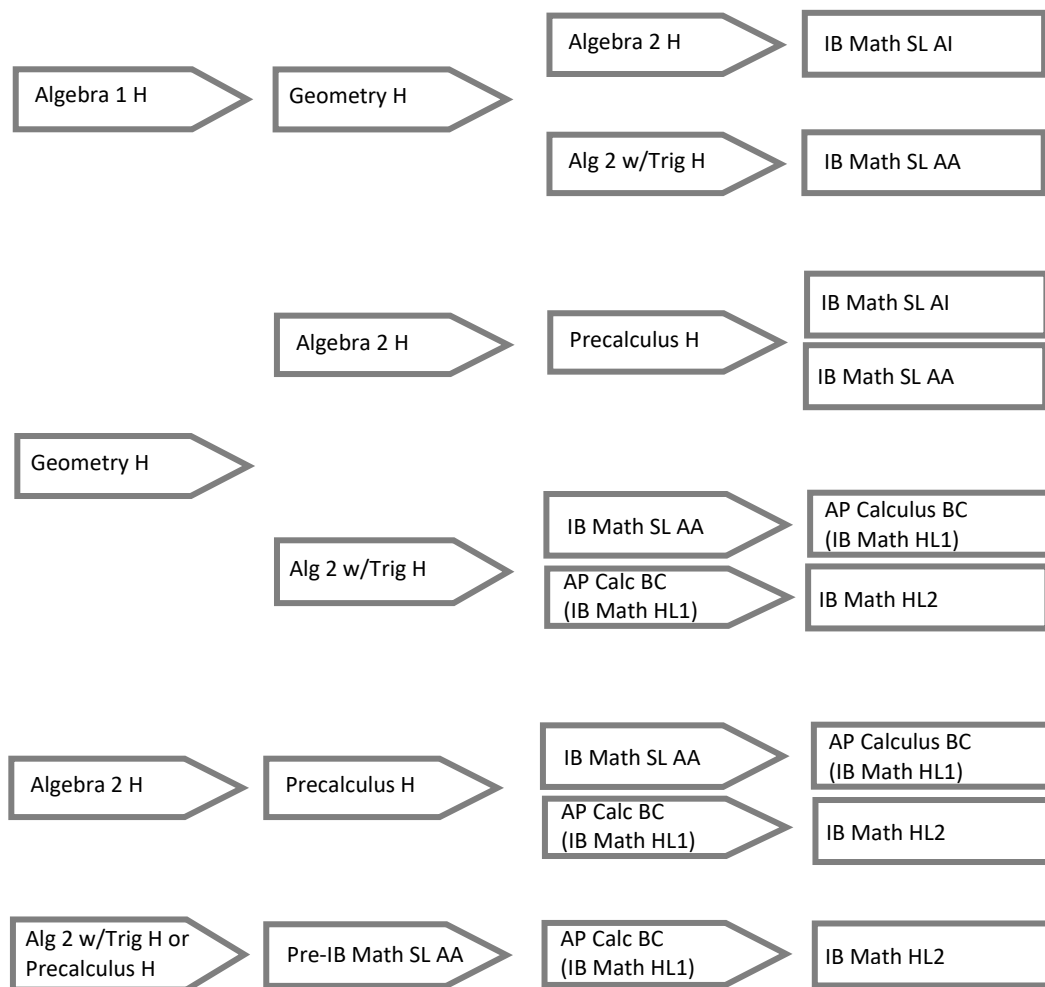 Algebra 1 H
Geometry H
Algebra 2 H
IB Math SL AI
Alg 2 w/Trig H
IB Math SL AA
Geometry H
Algebra 2 H
Precalculus H
IB Math SL AI
IB Math SL AA
Alg 2 w/Trig H
IB Math SL AA
AP Calculus BC
(IB Math HL1)
AP Calc BC
(IB Math HL1)
IB Math HL2
Algebra 2 H
Precalculus H
IB Math SL AA
AP Calculus BC
(IB Math HL1)
AP Calc BC
(IB Math HL1)
IB Math HL2
Alg 2 w/Trig H or
Precalculus H
Pre-IB Math SL AA
AP Calc BC
(IB Math HL1)
IB Math HL2